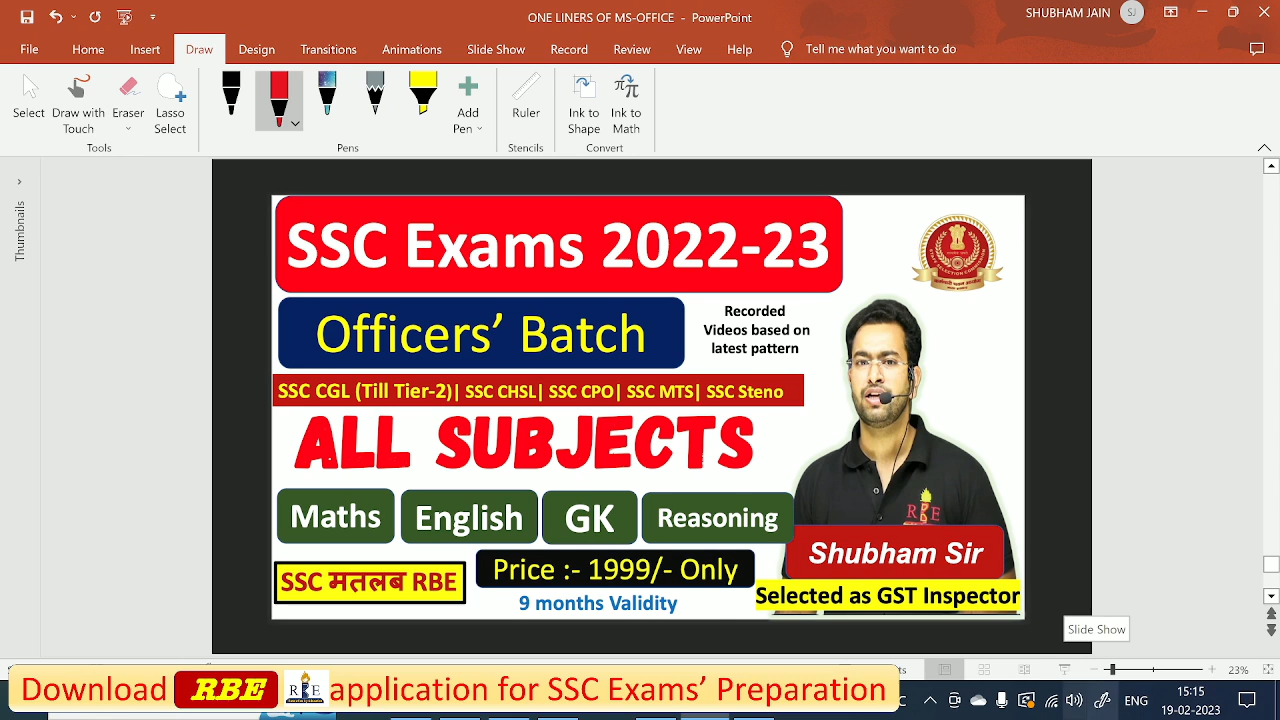 ONE LINERS OF MS-OFFICE - PowerPoint
SHUBHAM JAIN SJ
File Home Insert Draw Design Transitions Animations Slide Show Record Review View Help Tell me what you want to do
Select Draw with Touch Eraser Lasso Select Add Pen Ruler Ink to Shape Ink to Math
Tools Pens Stencils Convert
Thumbnails
SSC Exams 2022-23
Officers’ Batch
Recorded
Videos based on
latest pattern
SSC CGL (Till Tier-2)| SSC CHSL| SSC CPO| SSC MTS| SSC Steno
ALL SUBJECTS
Maths English GK Reasoning
RBE
Shubham Sir
SSC मतलब RBE
Price :- 1999/- Only
9 months Validity
Selected as GST Inspector
Slide Show
23%
Download RBE RBE application for SSC Exams’ Preparation
ENG
15:15
19-02-2023